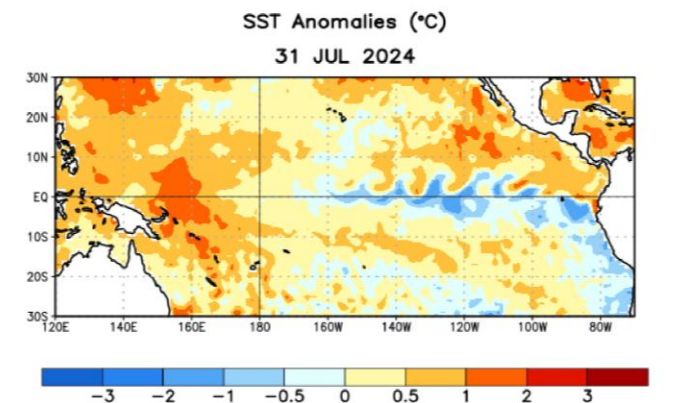 SST Anomalies (°C)
31 JUL 2024
30N
20N
10N
EQ
10S
20S
30S
120E 140E 160E 180 160W 140W 120W 100W 80W
-3 -2 -1 -0.5 0 0.5 1 2 3